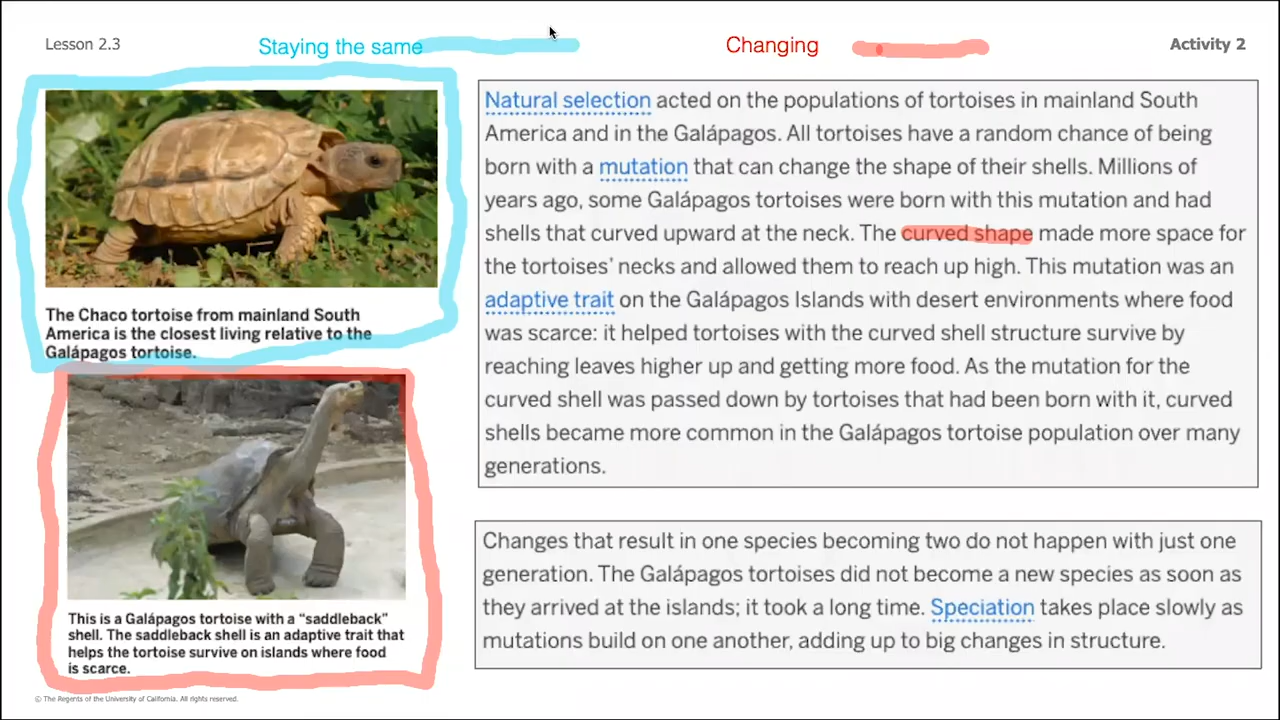 Lesson 2.3
Staying the same
Changing
Activity 2
The Chaco tortoise from mainland South
America is the closest living relative to the
Galápagos tortoise.
This is a Galápagos tortoise with a “saddleback”
shell. The saddleback shell is an adaptive trait that
helps the tortoise survive on islands where food
is scarce.
Natural selection acted on the populations of tortoises in mainland South
America and in the Galápagos. All tortoises have a random chance of being
born with a mutation that can change the shape of their shells. Millions of
years ago, some Galápagos tortoises were born with this mutation and had
shells that curved upward at the neck. The curved shape made more space for
the tortoises’ necks and allowed them to reach up high. This mutation was an
adaptive trait on the Galápagos Islands with desert environments where food
was scarce: it helped tortoises with the curved shell structure survive by
reaching leaves higher up and getting more food. As the mutation for the
curved shell was passed down by tortoises that had been born with it, curved
shells became more common in the Galápagos tortoise population over many
generations.
Changes that result in one species becoming two do not happen with just one
generation. The Galápagos tortoises did not become a new species as soon as
they arrived at the islands; it took a long time. Speciation takes place slowly as
mutations build on one another, adding up to big changes in structure.
© The Regents of the University of California. All rights reserved.